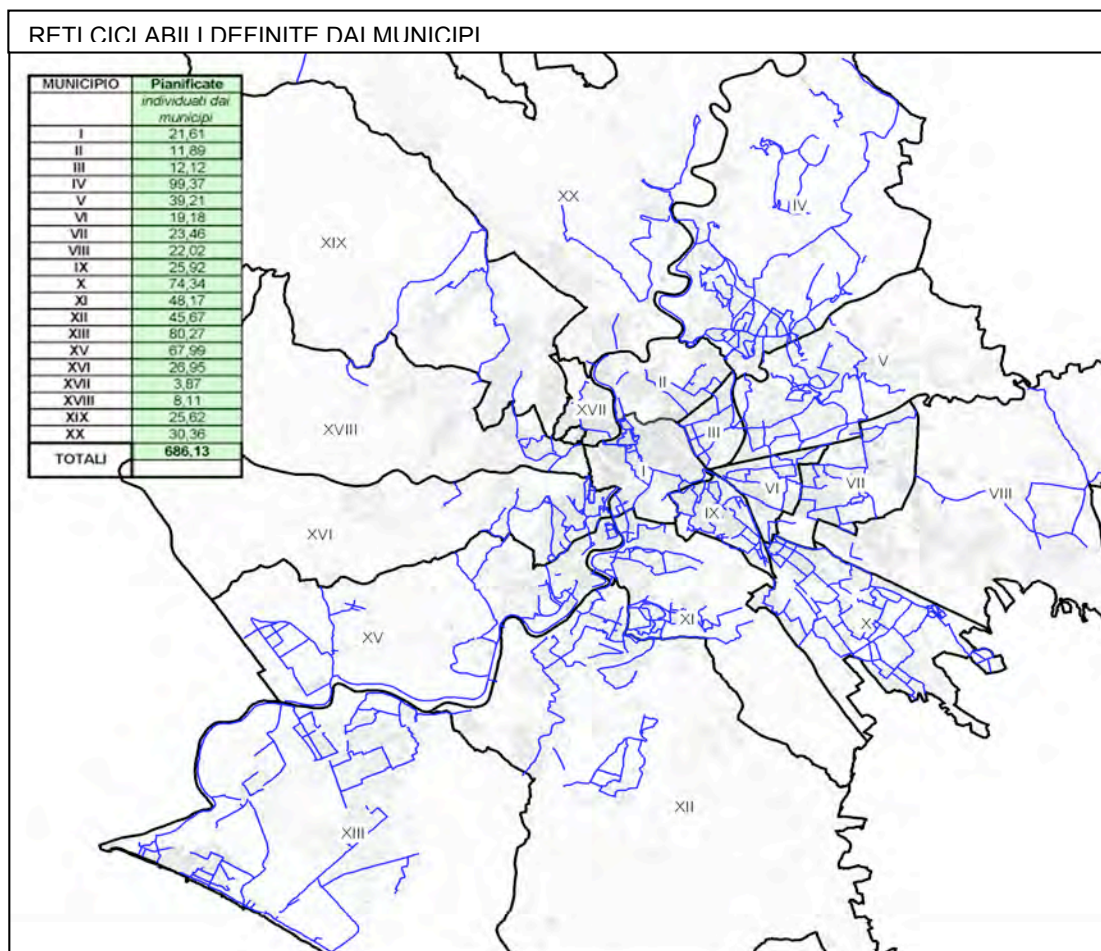 RETI CICLABILI DEFINITE DAI MUNICIPI
MUNICIPIO Pianificate
individuati dai
municipi
I 21,61
II 11,89
III 12,12
IV 99,37
V 39,21
VI 19,18
VII 23,46
VIII 22,02
IX 25,92
X 74,34
XI 48,17
XII 45,67
XIII 80,27
XV 67,99
XVI 26,95
XVII 3,87
XVIII 8,11
XIX 25,62
XX 30,36
TOTALI 686,13
XX
IV
XIX
V
II
XVII
XVIII
III
I
VI
VII
VIII
IX
XVI
XI
X
XV
XII
XIII